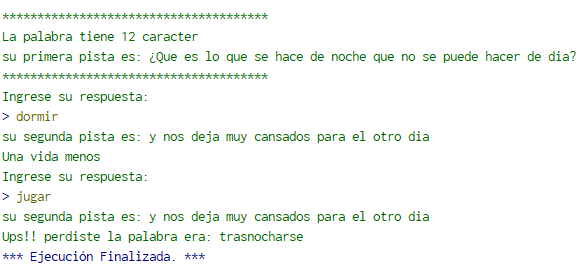 **************************************
La palabra tiene 12 caracter
su primera pista es: ¿Que es lo que se hace de noche que no se puede hacer de dia?
**************************************
Ingrese su respuesta:
> dormir
su segunda pista es: y nos deja muy cansados para el otro dia
Una vida menos
Ingrese su respuesta:
> jugar
su segunda pista es: y nos deja muy cansados para el otro dia
Ups!! perdiste la palabra era: trasnocharse
*** Ejecución Finalizada. ***